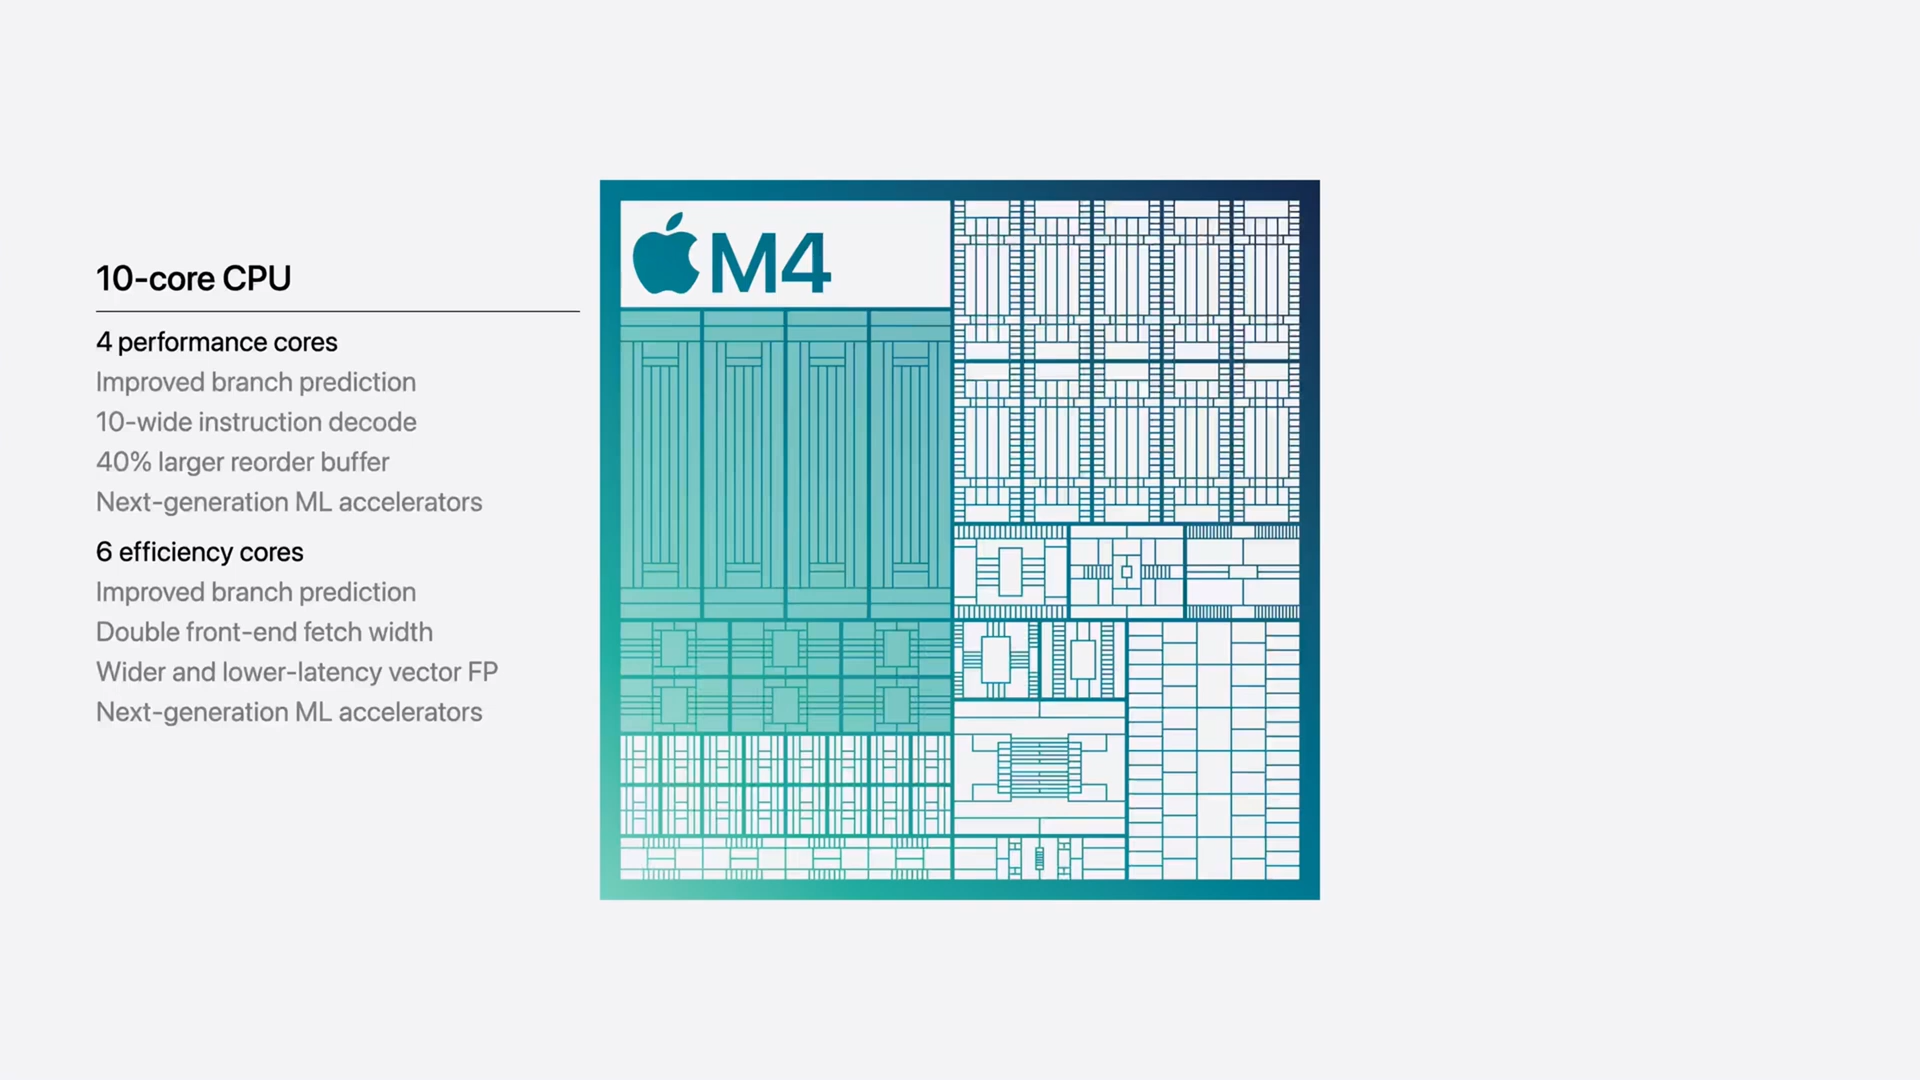 10-core CPU
4 performance cores
Improved branch prediction
10-wide instruction decode
40% larger reorder buffer
Next-generation ML accelerators
6 efficiency cores
Improved branch prediction
Double front-end fetch width
Wider and lower-latency vector FP
Next-generation ML accelerators
M4